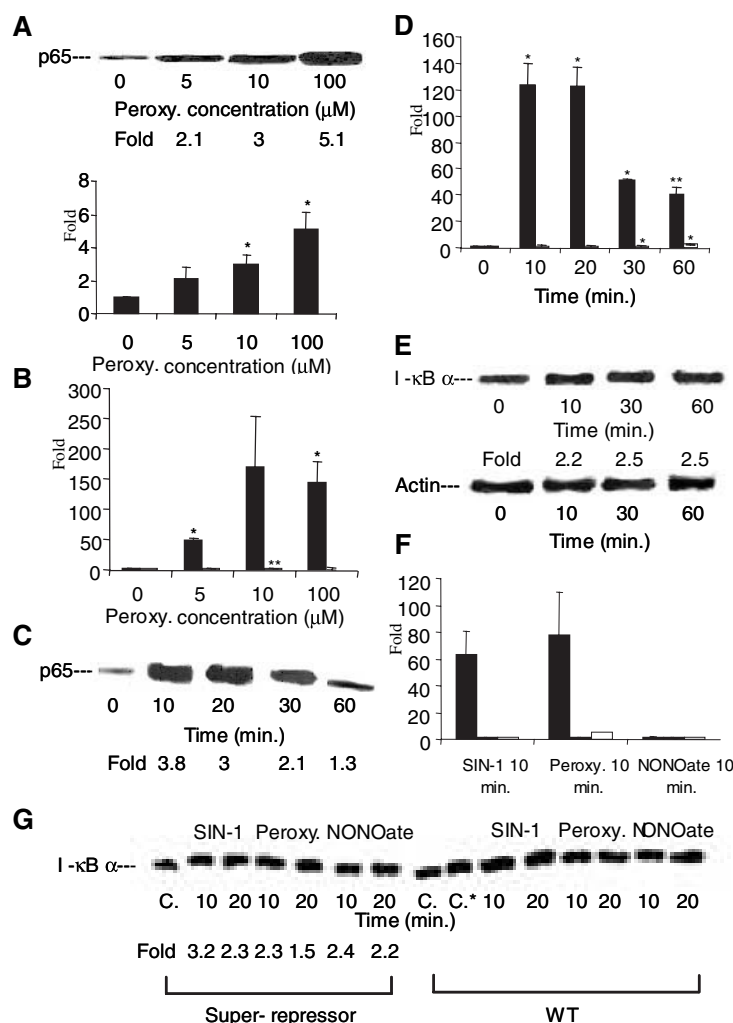 A
p65---
0 5 10 100
Peroxy. concentration (μM)
Fold 2.1 3 5.1
8
6
4
2
0
Fold
*
*
0 5 10 100
Peroxy. concentration (μM)
B
300
250
200
150
100
50
0
Fold
*
**
*
0 5 10 100
Peroxy. concentration (μM)
C
p65---
0 10 20 30 60
Time (min.)
Fold 3.8 3 2.1 1.3
D
160
140
120
100
80
60
40
20
0
Fold
*
*
*
*
**
*
0 10 20 30 60
Time (min.)
E
I -κB α---
0 10 30 60
Time (min.)
Fold 2.2 2.5 2.5
Actin---
0 10 30 60
Time (min.)
F
120
100
80
60
40
20
0
Fold
SIN-1 10 min.
Peroxy. 10 min.
NONOate 10 min.
G
SIN-1 Peroxy. NONOate SIN-1 Peroxy. NONOate
I -κB α---
C. 10 20 10 20 10 20 C. C.* 10 20 10 20 10 20
Time (min.)
Fold 3.2 2.3 2.3 1.5 2.4 2.2
Super- repressor WT